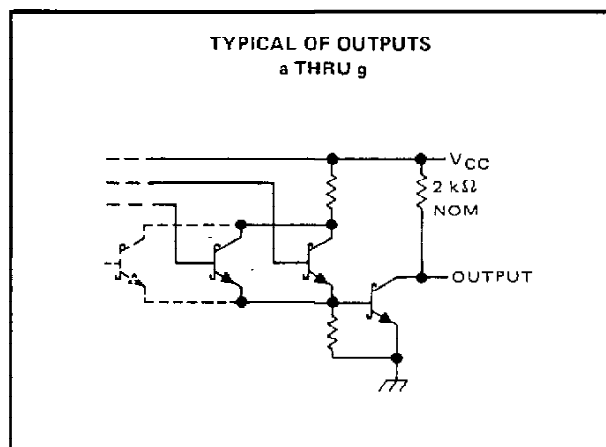 TYPICAL OF OUTPUTS
a THRU g
VCC
2 kΩ
NOM
OUTPUT